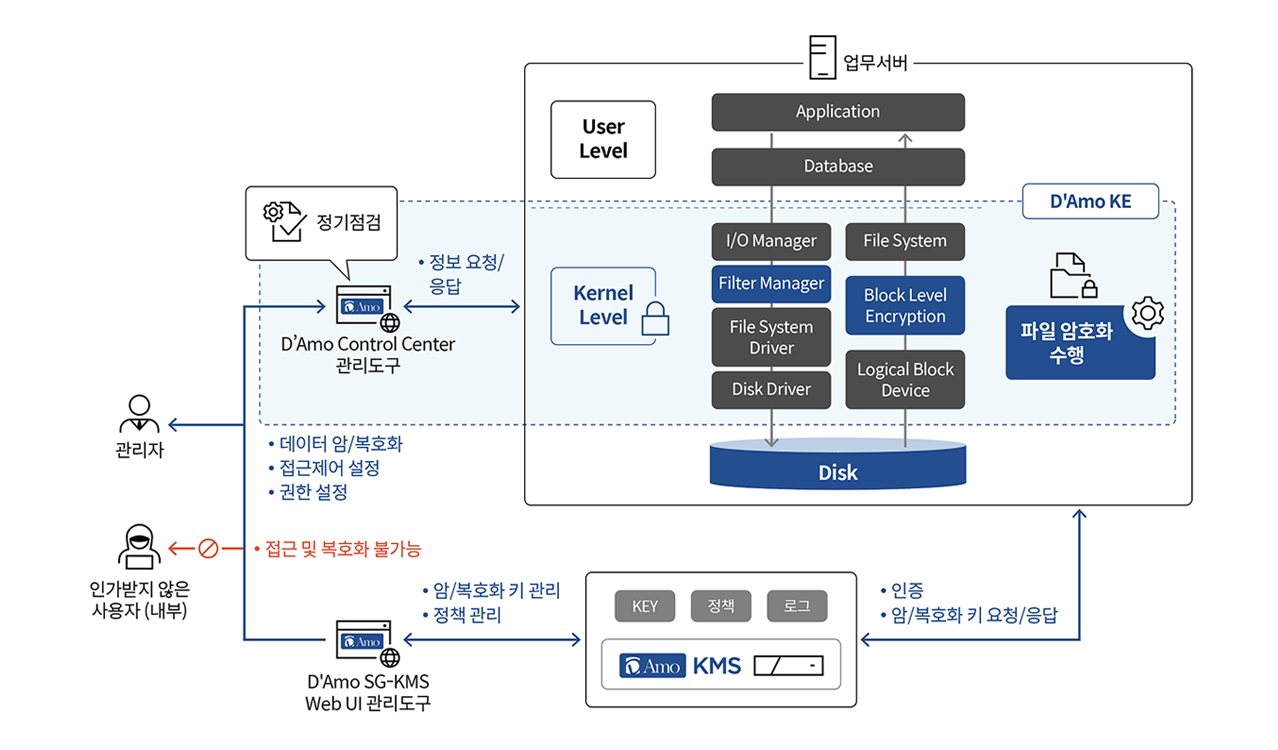 업무서버
User
Level
Application
Database
D'Amo KE
정기점검
I/O Manager
File System
• 정보 요청/
응답
Filter Manager
Kernel
Level
Block Level
Encryption
D'Amo
File System
Driver
파일 암호화
수행
D’Amo Control Center
관리도구
Logical Block
Device
Disk Driver
관리자
• 데이터 암/복호화
• 접근제어 설정
• 권한 설정
Disk
• 접근 및 복호화 불가능
인가받지 않은
사용자 (내부)
• 암/복호화 키 관리
• 정책 관리
KEY
정책
로그
• 인증
• 암/복호화 키 요청/응답
D'Amo
D'Amo KMS
D'Amo SG-KMS
Web UI 관리도구